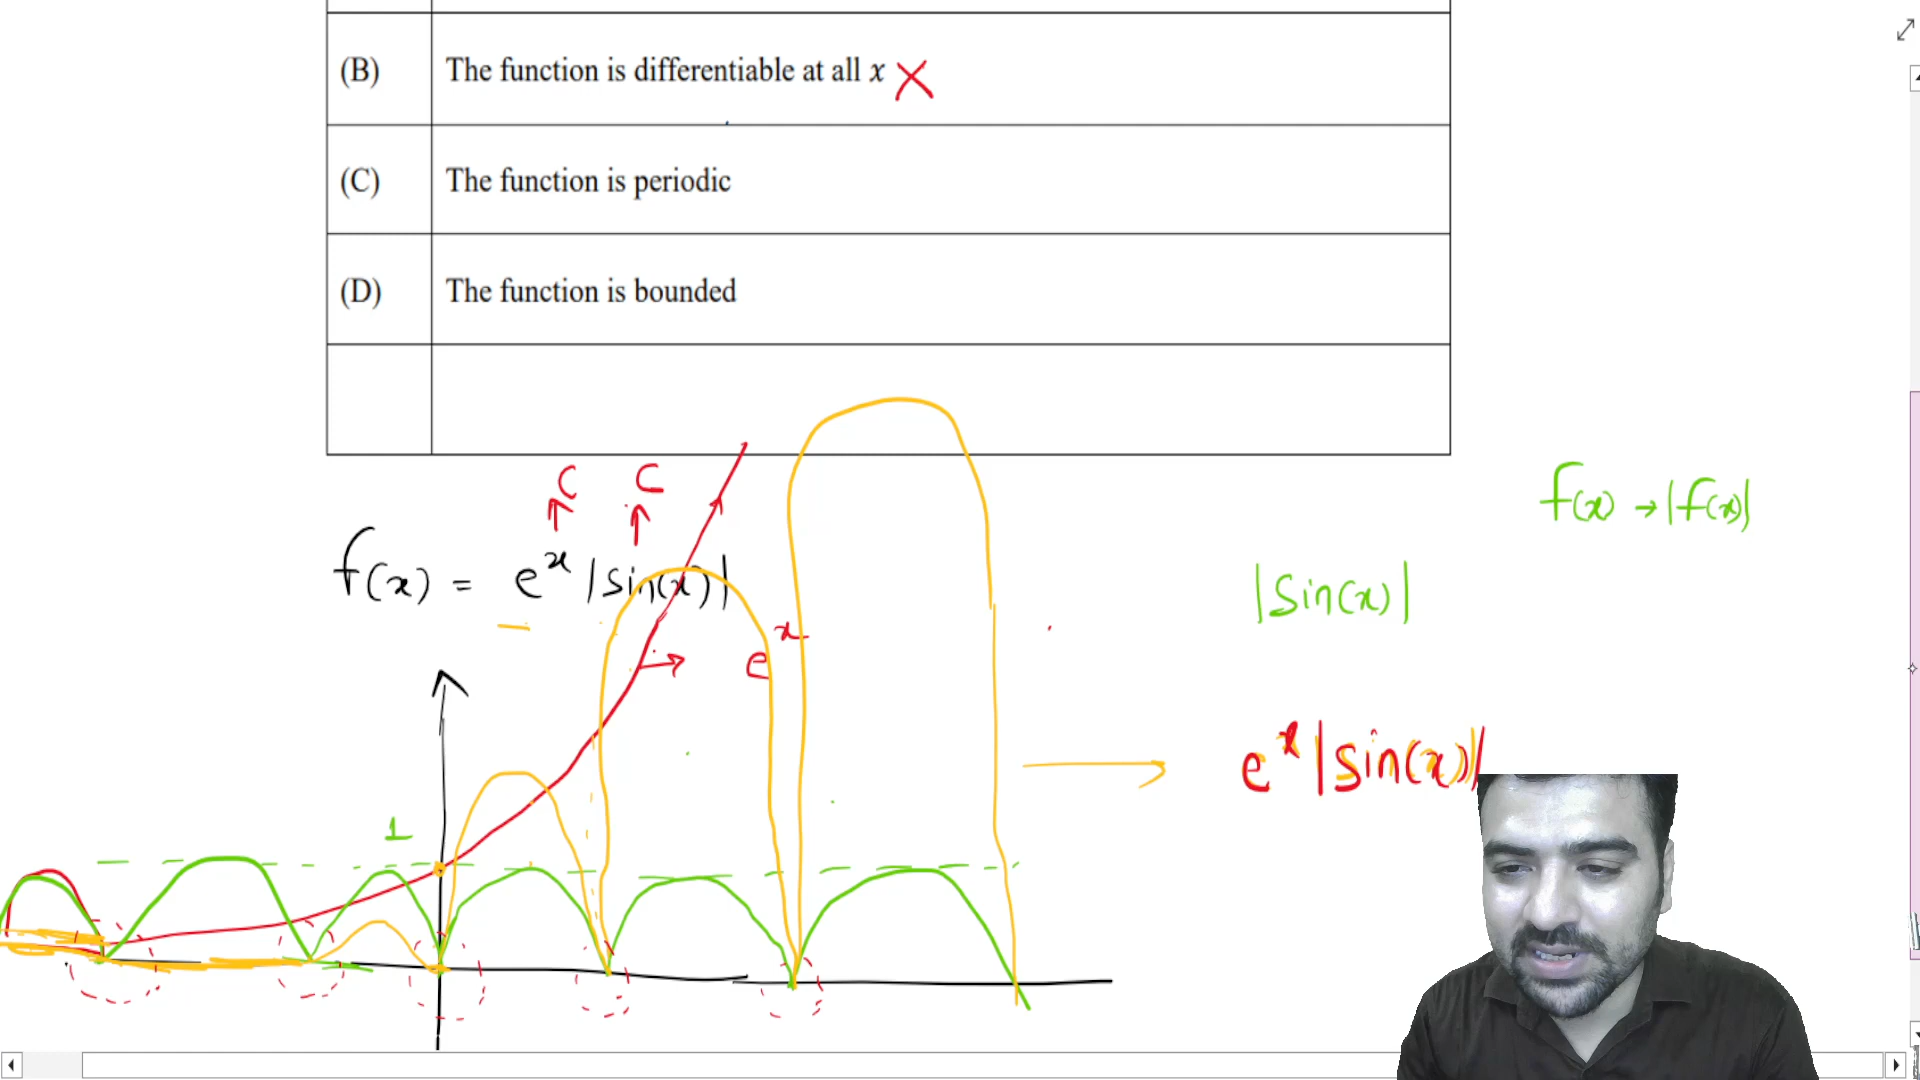 (B) The function is differentiable at all x ✗
(C) The function is periodic
(D) The function is bounded
C C
f(x) = e^x |sin(x)|
f(x) → |f(x)|
|sin(x)|
e^x
e^x |sin(x)|
1